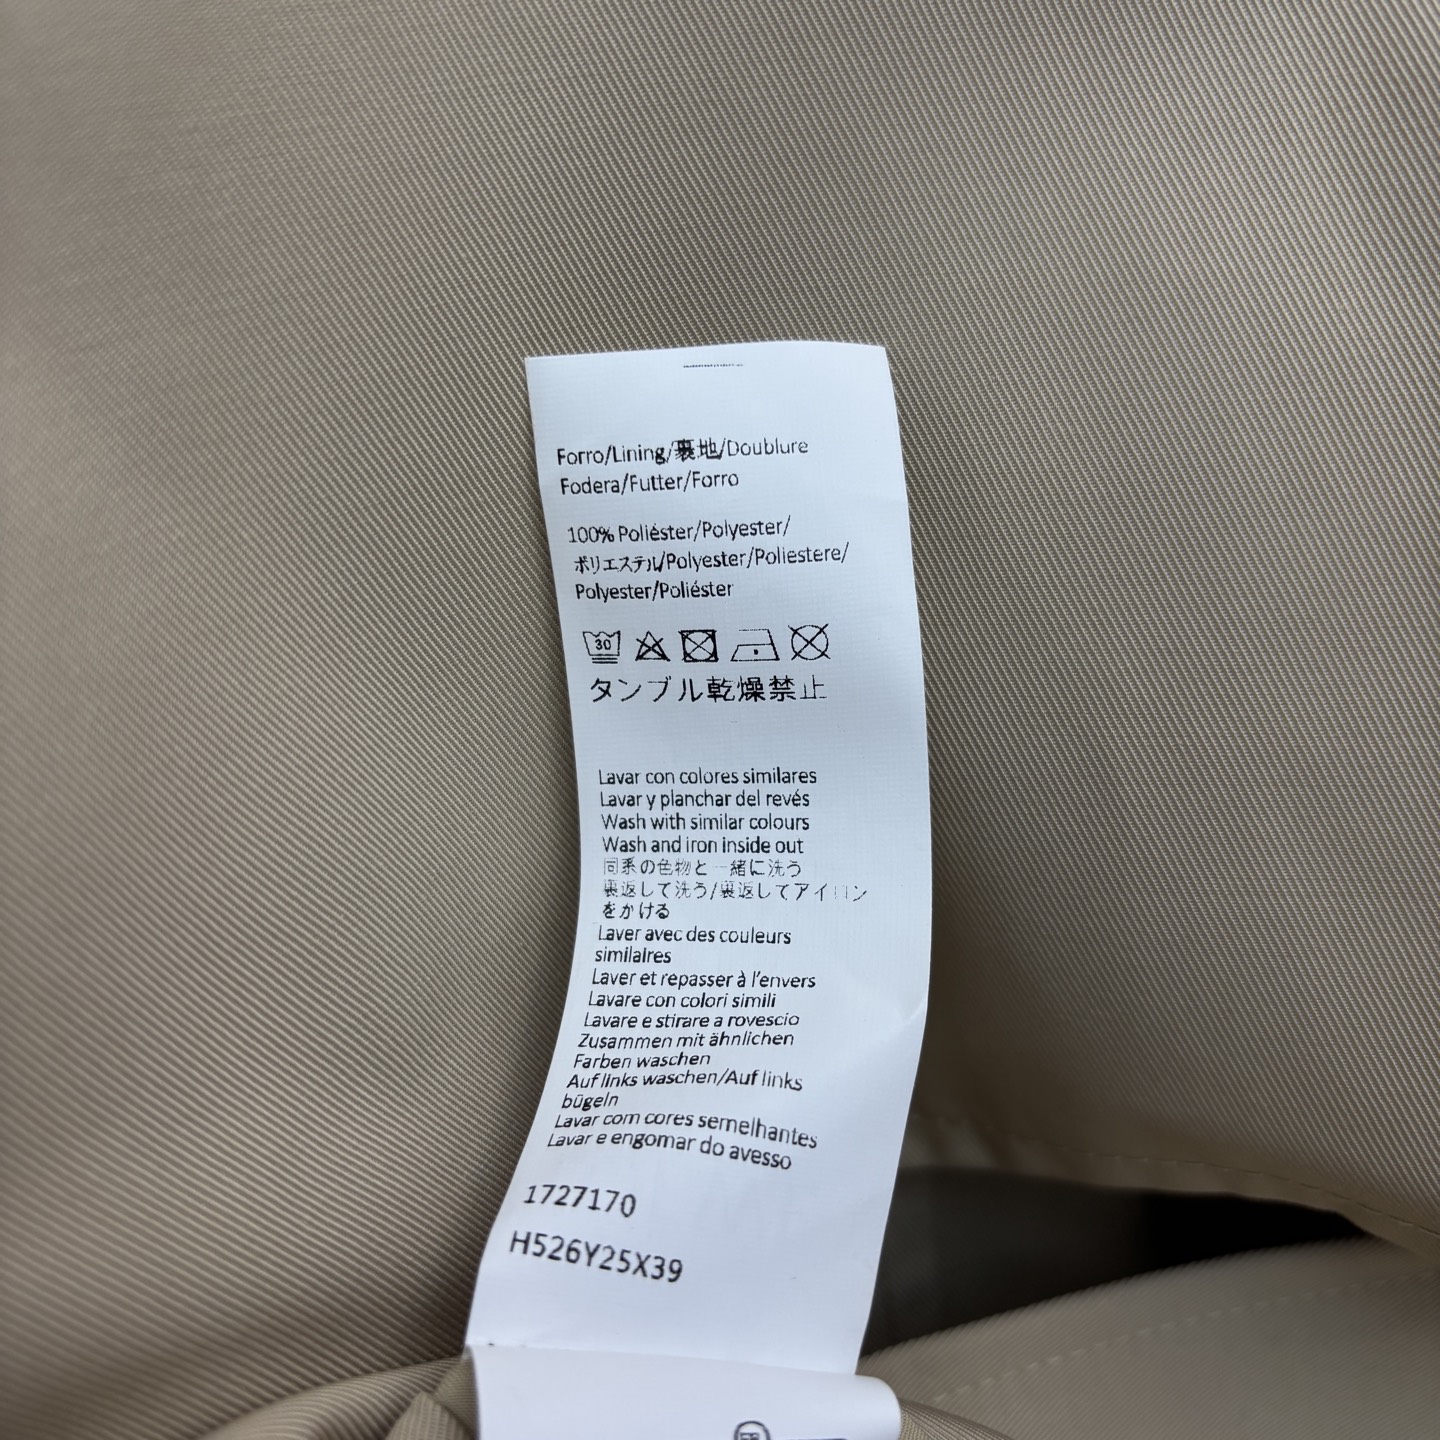 Forro/Lining/裏地/Doublure
Fodera/Futter/Forro
100% Poliéster/Polyester/
ポリエステル/Polyester/Poliestere/
Polyester/Poliéster
30
タンブル乾燥禁止
Lavar con colores similares
Lavar y planchar del revés
Wash with similar colours
Wash and iron inside out
同系の色物と一緒に洗う
裏返して洗う/裏返してアイロン
をかける
Laver avec des couleurs
similaires
Laver et repasser à l'envers
Lavare con colori simili
Lavare e stirare a rovescio
Zusammen mit ähnlichen
Farben waschen
Auf links waschen/Auf links
bügeln
Lavar com cores semelhantes
Lavar e engomar do avesso
1727170
H526Y25X39